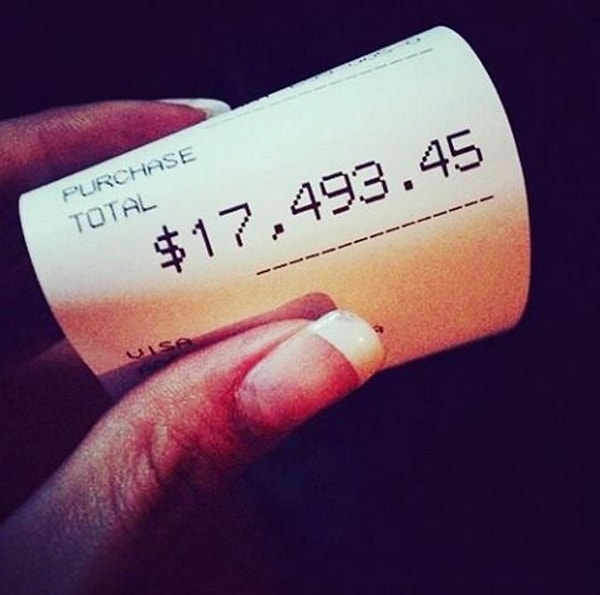 PURCHASE
TOTAL
$17,493.45
VISA